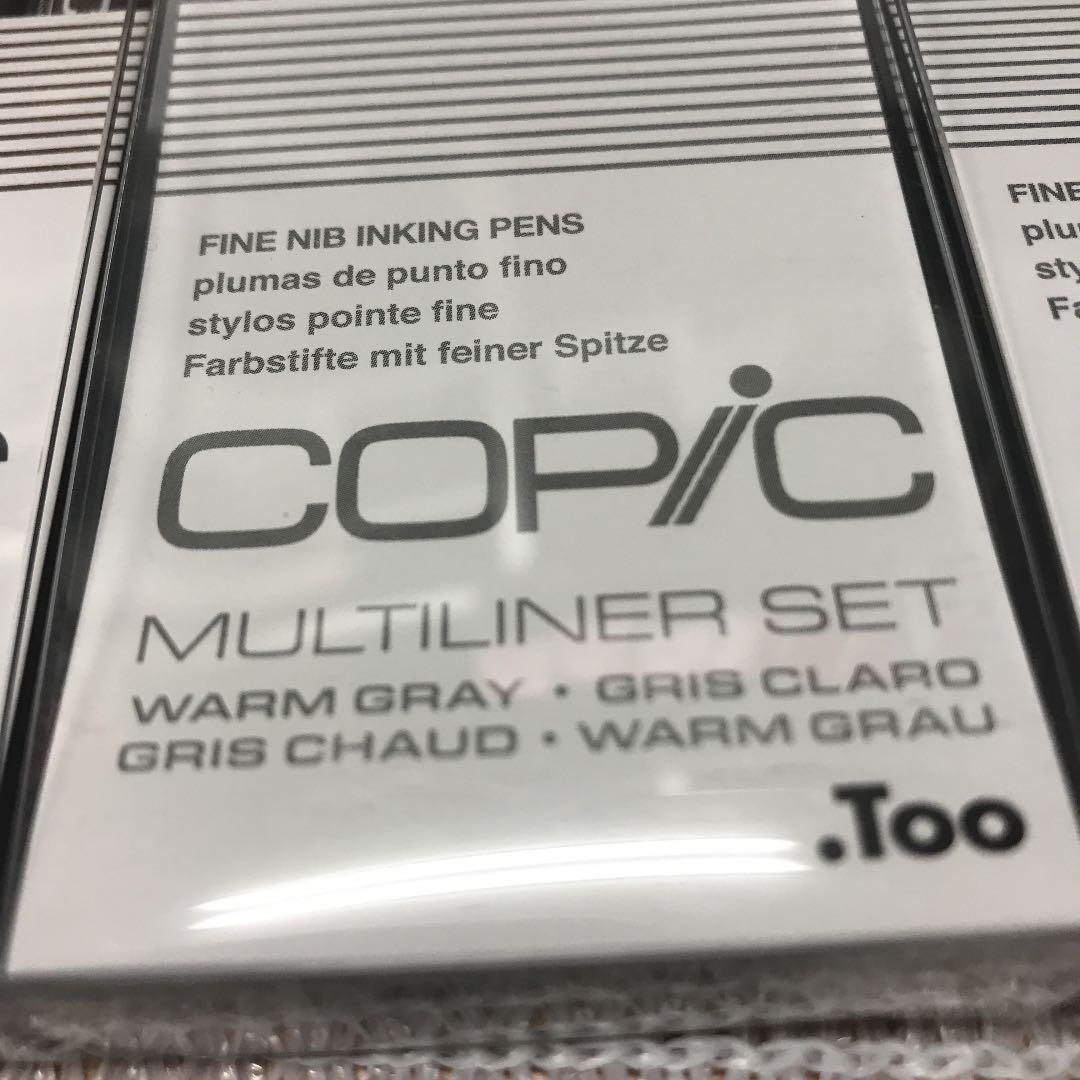 FINE NIB INKING PENS
plumas de punto fino
stylos pointe fine
Farbstifte mit feiner Spitze
COPiC
MULTILINER SET
WARM GRAY • GRIS CLARO
GRIS CHAUD • WARM GRAU
.Too
FINE